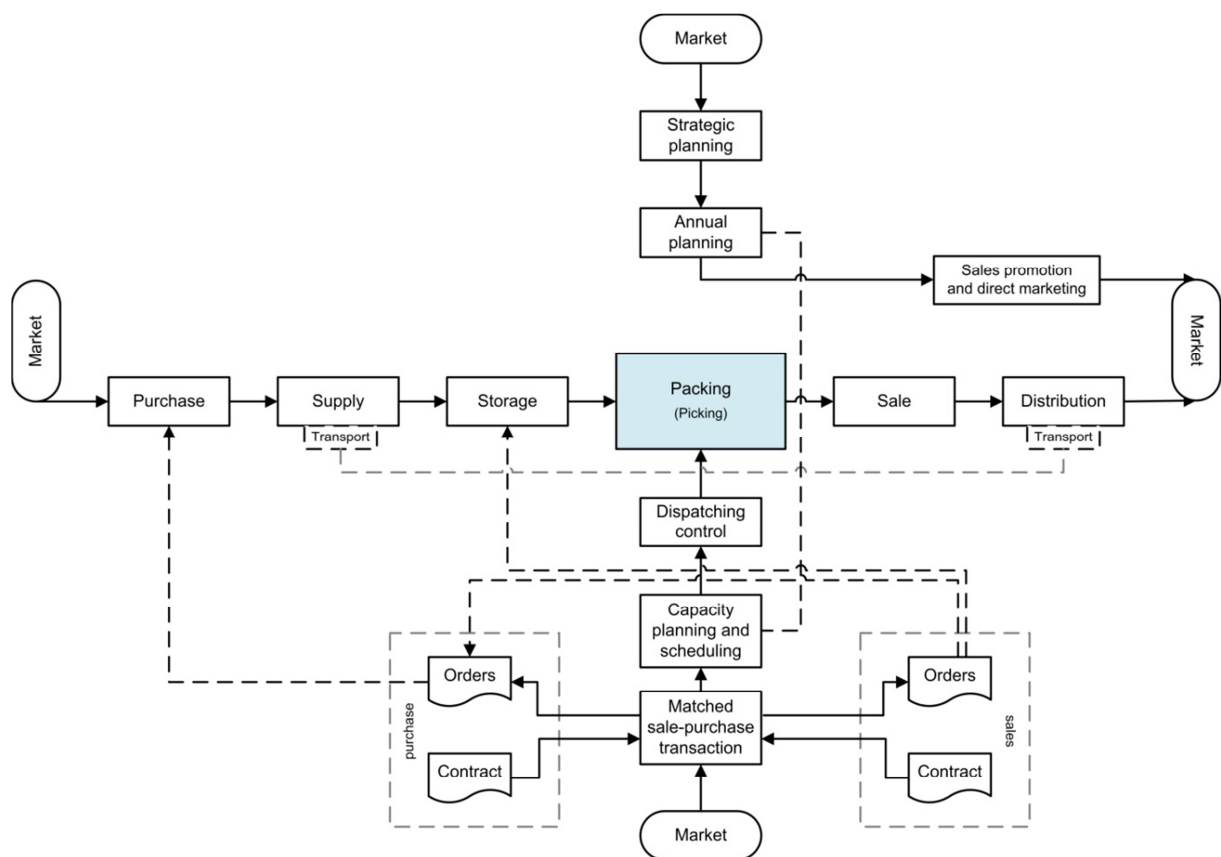 Market
Strategic
planning
Annual
planning
Sales promotion
and direct marketing
Market
Market
Purchase
Supply
Transport
Storage
Packing
(Picking)
Sale
Distribution
Transport
Dispatching
control
Capacity
planning and
scheduling
Orders
purchase
Contract
Matched
sale-purchase
transaction
Orders
sales
Contract
Market